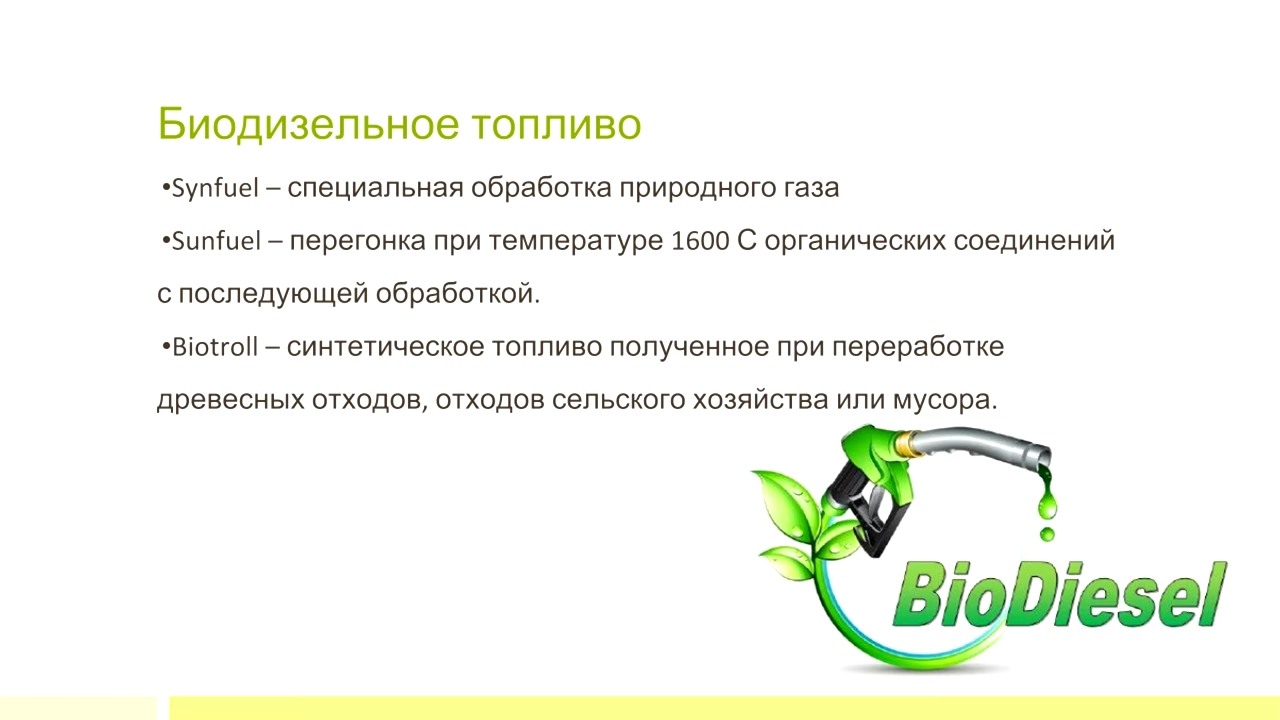 Биодизельное топливо
•Synfuel – специальная обработка природного газа
•Sunfuel – перегонка при температуре 1600 С органических соединений
с последующей обработкой.
•Biotroll – синтетическое топливо полученное при переработке
древесных отходов, отходов сельского хозяйства или мусора.
BioDiesel